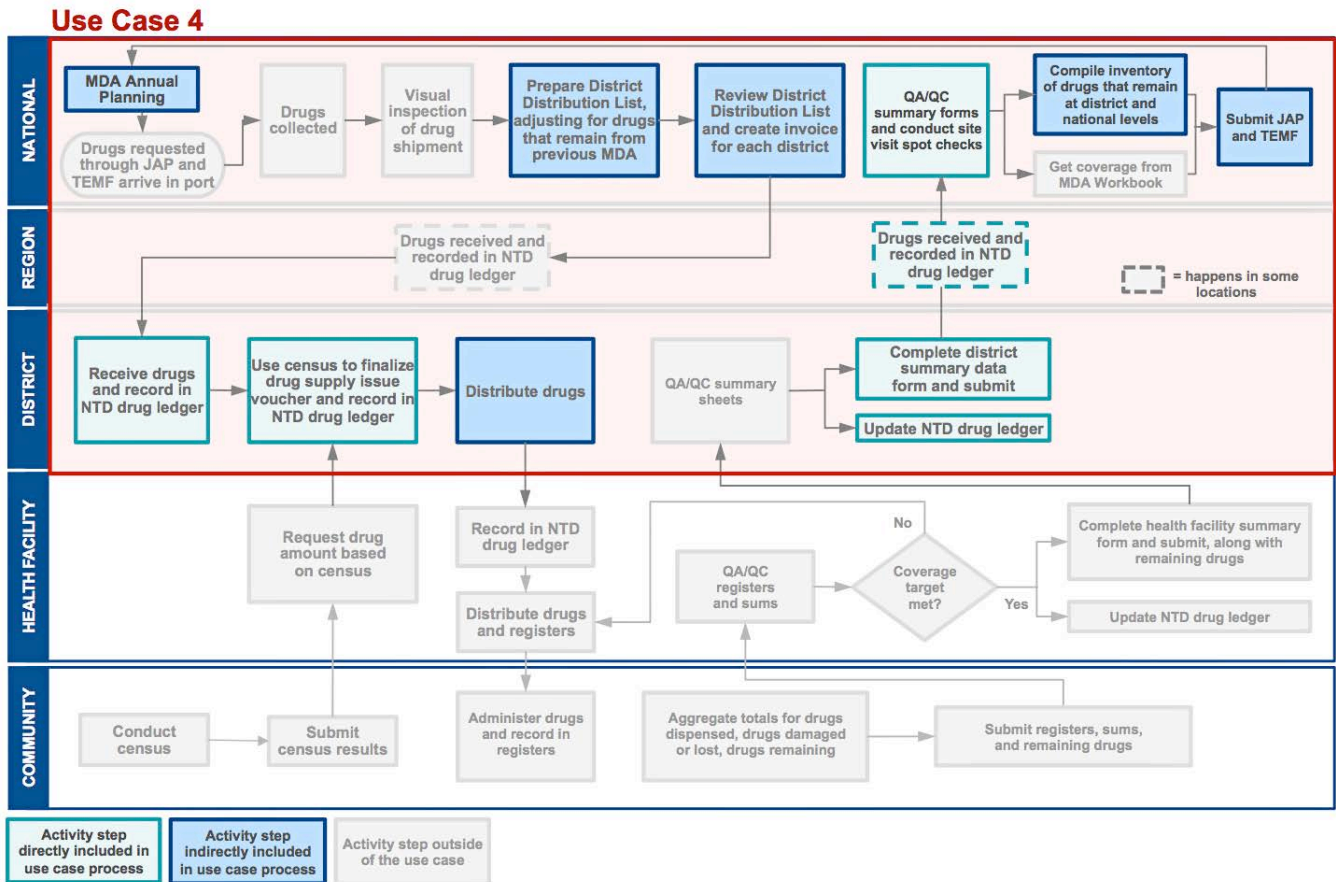 Use Case 4
NATIONAL
MDA Annual
Planning
Drugs requested
through JAP and
TEMF arrive in port
Drugs
collected
Visual
inspection
of drug
shipment
Prepare District
Distribution List,
adjusting for drugs
that remain from
previous MDA
Review District
Distribution List
and create invoice
for each district
QA/QC
summary forms
and conduct site
visit spot checks
Compile inventory
of drugs that remain
at district and
national levels
Get coverage from
MDA Workbook
Submit JAP
and TEMF
REGION
Drugs received and
recorded in NTD
drug ledger
Drugs received and
recorded in NTD
drug ledger
= happens in some
locations
DISTRICT
Receive drugs
and record in
NTD drug ledger
Use census to finalize
drug supply issue
voucher and record in
NTD drug ledger
Distribute drugs
QA/QC summary
sheets
Complete district
summary data
form and submit
Update NTD drug ledger
HEALTH FACILITY
Request drug
amount based
on census
Record in NTD
drug ledger
Distribute drugs
and registers
QA/QC
registers
and sums
No
Coverage
target
met?
Yes
Complete health facility summary
form and submit, along with
remaining drugs
Update NTD drug ledger
COMMUNITY
Conduct
census
Submit
census results
Administer drugs
and record in
registers
Aggregate totals for drugs
dispensed, drugs damaged
or lost, drugs remaining
Submit registers, sums,
and remaining drugs
Activity step
directly included in
use case process
Activity step
indirectly included
in use case process
Activity step outside
of the use case